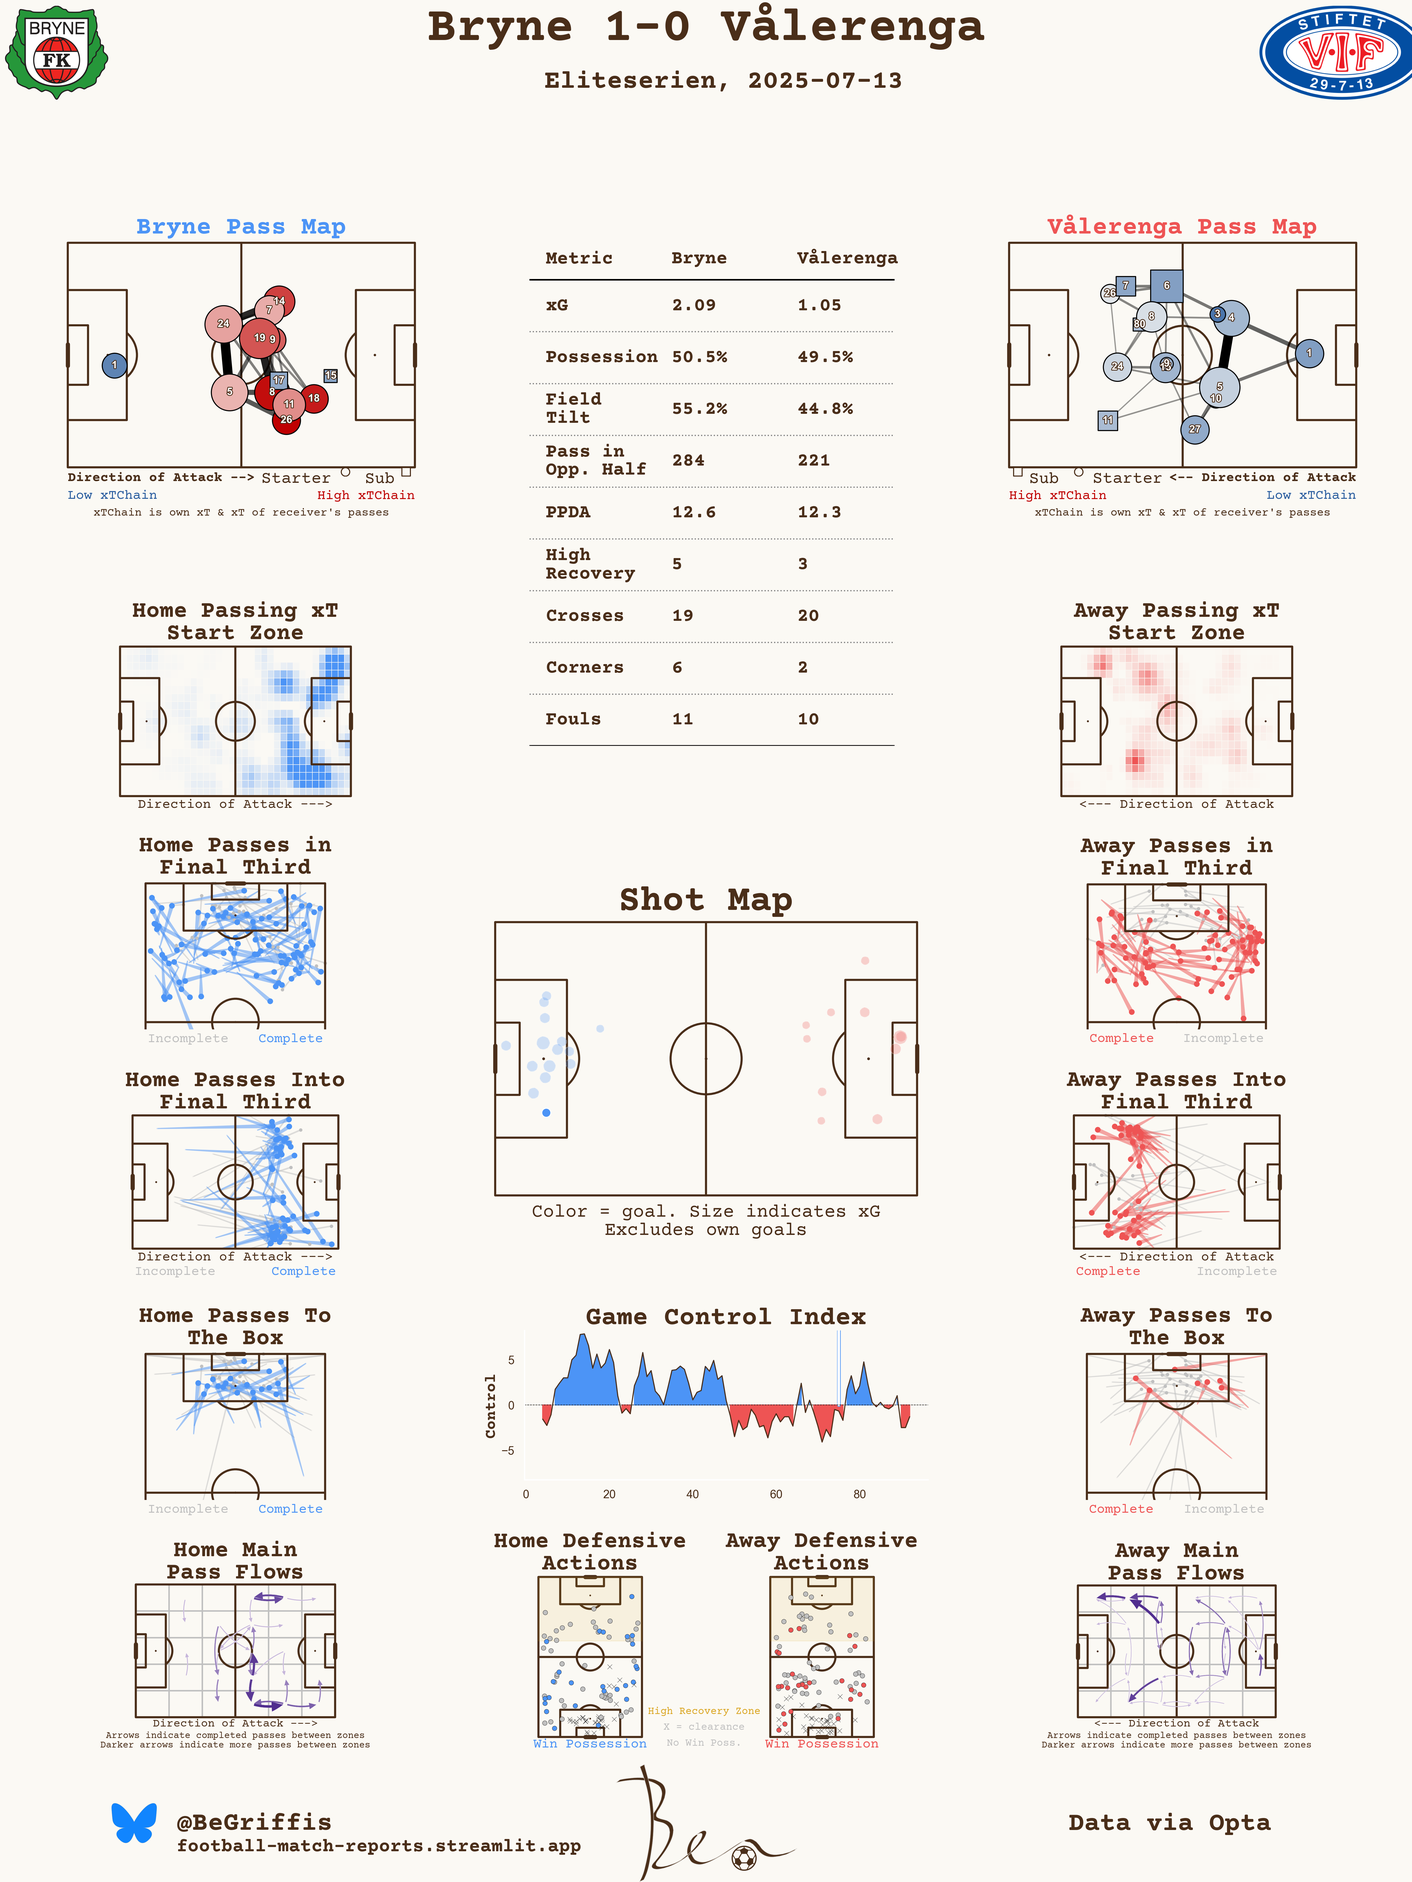 BRYNE
FK
Bryne 1-0 Vålerenga
Eliteserien, 2025-07-13
STIFTET
V·I·F
29-7-13
Bryne Pass Map
14
7
24
19
9
1
17
15
5
8
11
18
26
Direction of Attack --> Starter Sub
Low xTChain High xTChain
xTChain is own xT & xT of receiver's passes
Metric Bryne Vålerenga
xG 2.09 1.05
Possession 50.5% 49.5%
Field
Tilt 55.2% 44.8%
Pass in
Opp. Half 284 221
PPDA 12.6 12.3
High
Recovery 5 3
Crosses 19 20
Corners 6 2
Fouls 11 10
Vålerenga Pass Map
26
7
6
8
80
3
4
1
24
9
5
10
11
27
Sub Starter <-- Direction of Attack
High xTChain Low xTChain
xTChain is own xT & xT of receiver's passes
Home Passing xT
Start Zone
Direction of Attack --->
Away Passing xT
Start Zone
<--- Direction of Attack
Home Passes in
Final Third
Incomplete Complete
Away Passes in
Final Third
Complete Incomplete
Shot Map
Color = goal. Size indicates xG
Excludes own goals
Home Passes Into
Final Third
Direction of Attack --->
Incomplete Complete
Away Passes Into
Final Third
<--- Direction of Attack
Complete Incomplete
Home Passes To
The Box
Incomplete Complete
Game Control Index
Control
5
0
−5
0 20 40 60 80
Away Passes To
The Box
Complete Incomplete
Home Main
Pass Flows
Direction of Attack --->
Arrows indicate completed passes between zones
Darker arrows indicate more passes between zones
Home Defensive
Actions
Win Possession
Away Defensive
Actions
Win Possession
High Recovery Zone
X = clearance
No Win Poss.
Away Main
Pass Flows
<--- Direction of Attack
Arrows indicate completed passes between zones
Darker arrows indicate more passes between zones
@BeGriffis
football-match-reports.streamlit.app
Ben
Data via Opta